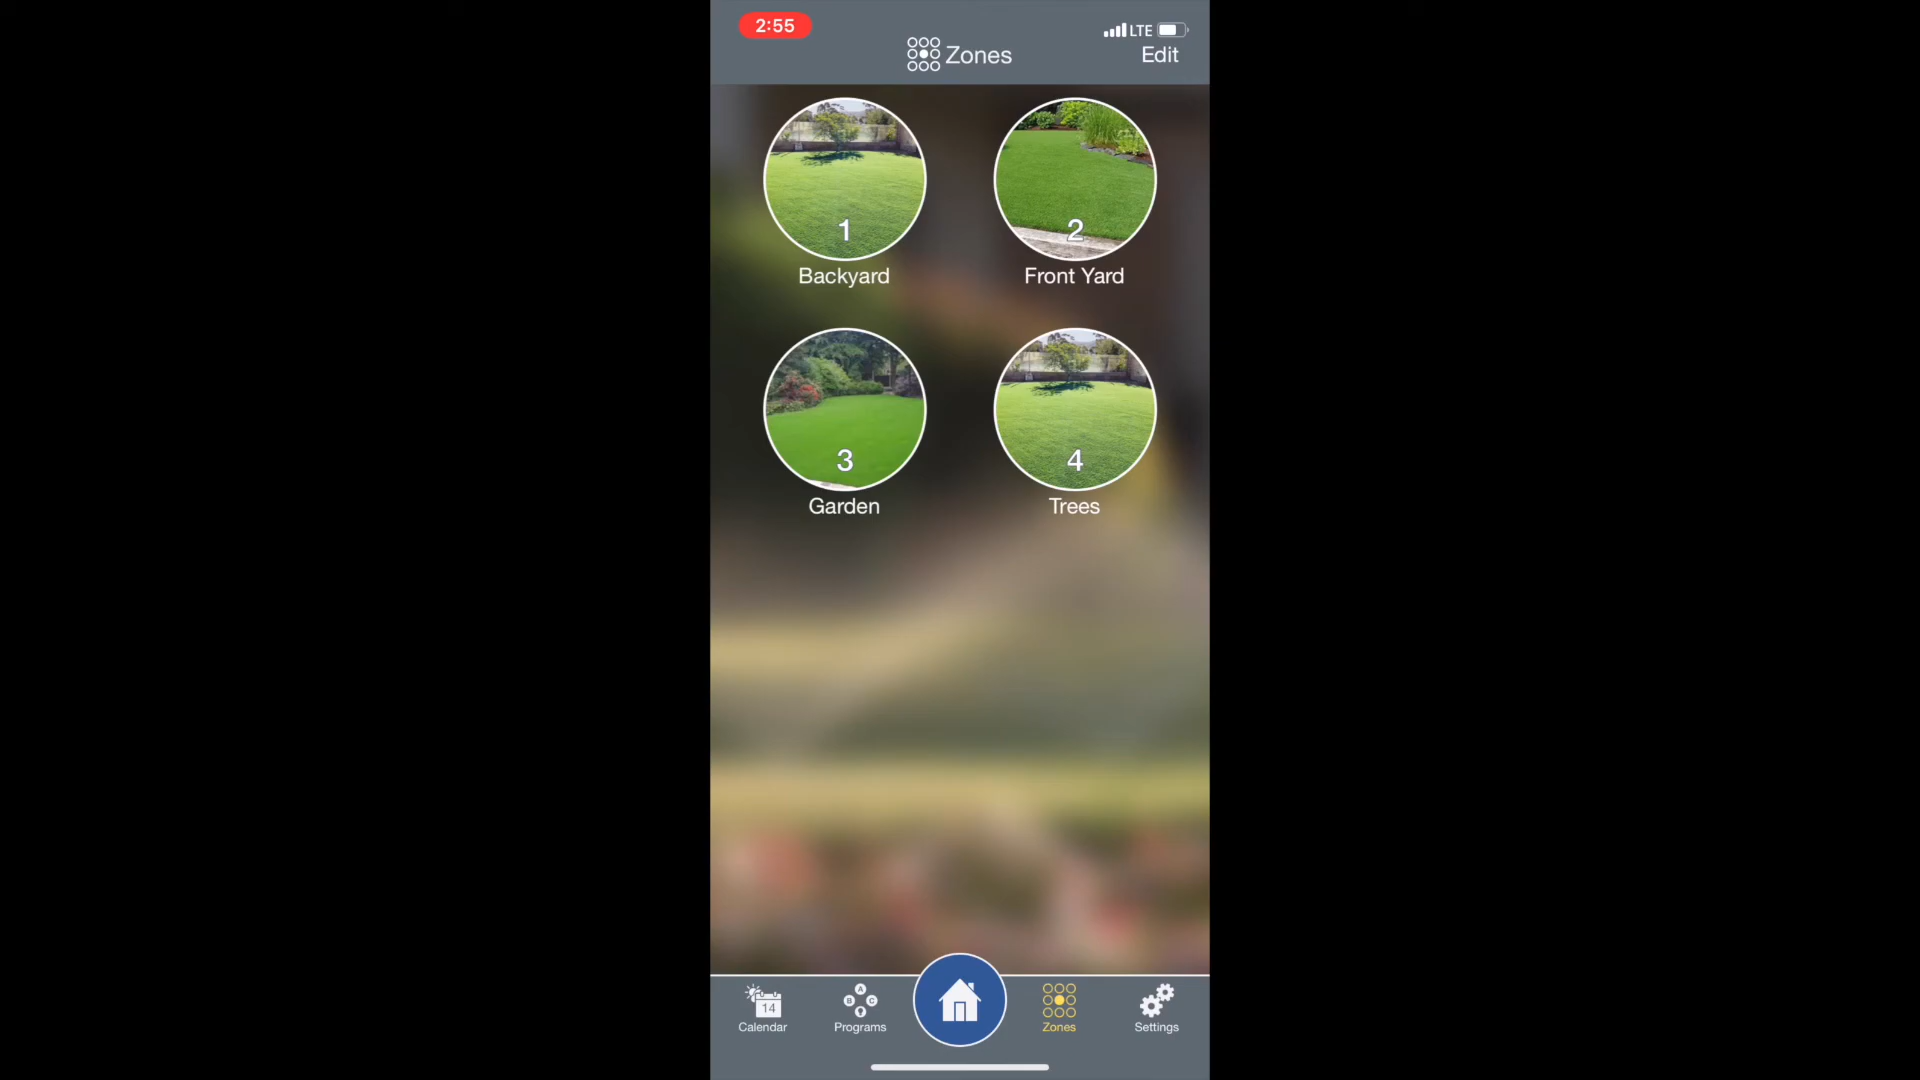 2:55
LTE
Zones
Edit
1
2
Backyard
Front Yard
3
4
Garden
Trees
14
A
B
C
Calendar
Programs
Zones
Settings